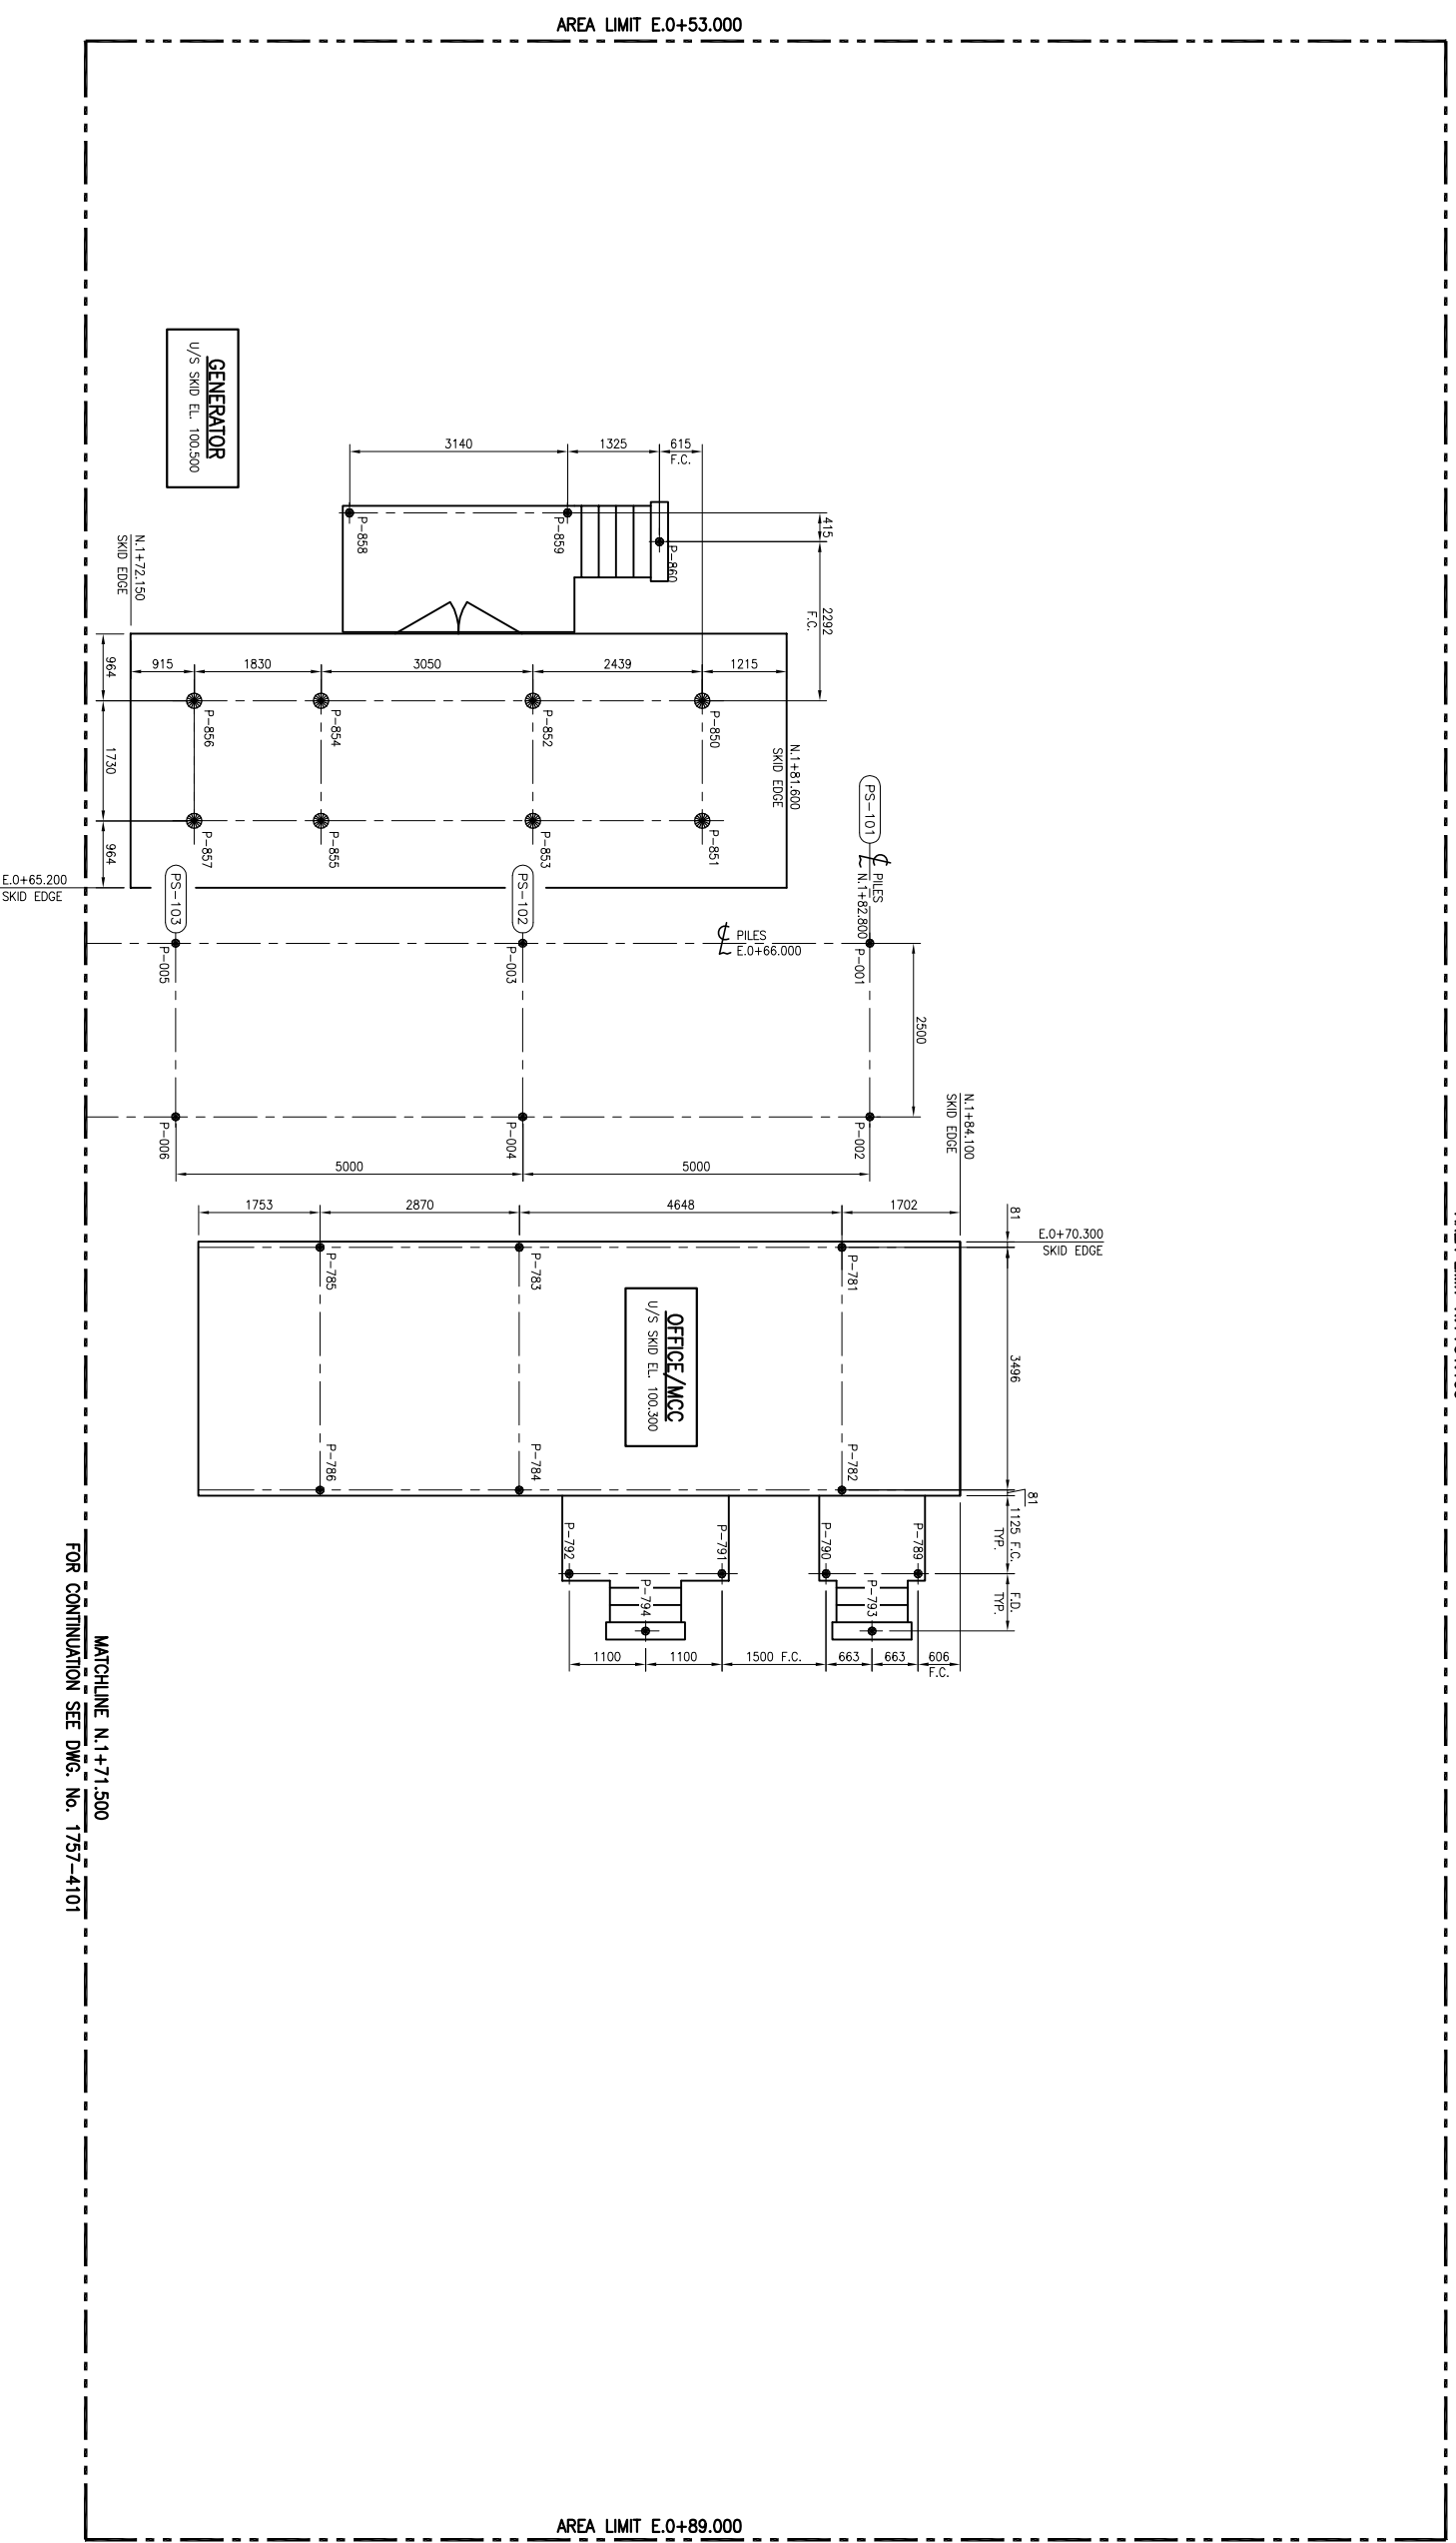 AREA LIMIT E.0+53.000
GENERATOR
U/S SKID EL. 100.500
3140
1325
615
F.C.
415
2292
F.C.
P-858
P-859
P-860
N.1+72.150
SKID EDGE
964
1730
964
915
1830
3050
2439
1215
P-856
P-854
P-852
P-850
N.1+81.600
SKID EDGE
P-857
P-855
P-853
P-851
E.0+65.200
SKID EDGE
PS-103
PS-102
PS-101
PILES
N.1+82.800
PILES
E.0+66.000
P-005
P-003
P-001
2500
P-006
P-004
P-002
5000
5000
N.1+84.100
SKID EDGE
1753
2870
4648
1702
81
E.0+70.300
SKID EDGE
P-785
P-783
P-781
OFFICE/MCC
U/S SKID EL. 100.300
3496
P-786
P-784
P-782
81
1125 F.C.
TYP.
F.D.
TYP.
P-792
P-791
P-790
P-789
P-794
P-793
1100
1100
1500 F.C.
663
663
606
F.C.
MATCHLINE N.1+71.500
FOR CONTINUATION SEE DWG. No. 1757-4101
AREA LIMIT E.0+89.000